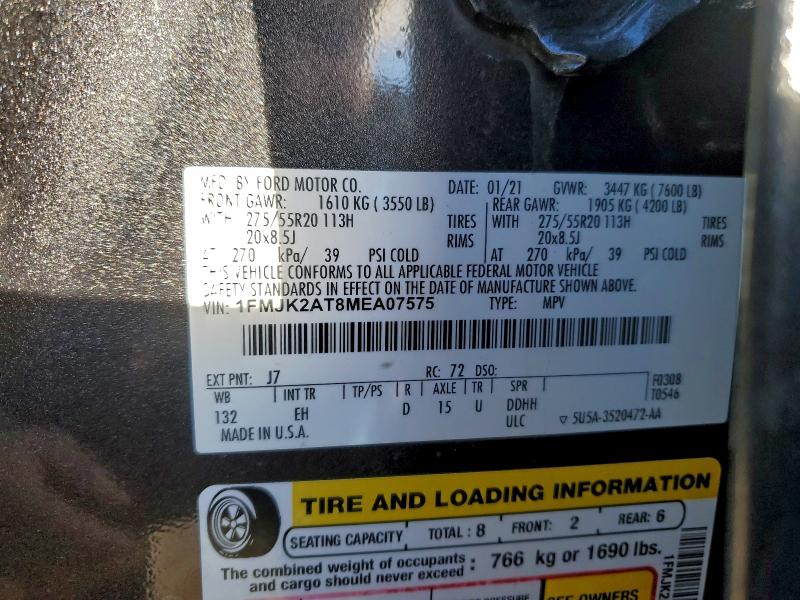 MFD. BY FORD MOTOR CO. DATE: 01/21 GVWR: 3447 KG ( 7600 LB)
FRONT GAWR: 1610 KG ( 3550 LB) REAR GAWR: 1905 KG ( 4200 LB)
WITH 275/55R20 113H TIRES WITH 275/55R20 113H TIRES
20x8.5J RIMS 20x8.5J RIMS
AT 270 kPa/ 39 PSI COLD AT 270 kPa/ 39 PSI COLD
THIS VEHICLE CONFORMS TO ALL APPLICABLE FEDERAL MOTOR VEHICLE
SAFETY STANDARDS IN EFFECT ON DATE OF MANUFACTURE SHOWN ABOVE.
VIN: 1FMJK2AT8MEA07575 TYPE: MPV
EXT PNT: J7 RC: 72 DSO:
WB INT TR TP/PS R AXLE TR SPR F0308
132 EH D 15 U DDHH T0546
MADE IN U.S.A. ULC ▽ 5U5A-3520472-AA
TIRE AND LOADING INFORMATION
SEATING CAPACITY TOTAL : 8 FRONT: 2 REAR: 6
The combined weight of occupants
and cargo should never exceed : 766 kg or 1690 lbs.
SEE OWNERS
1FMJK2